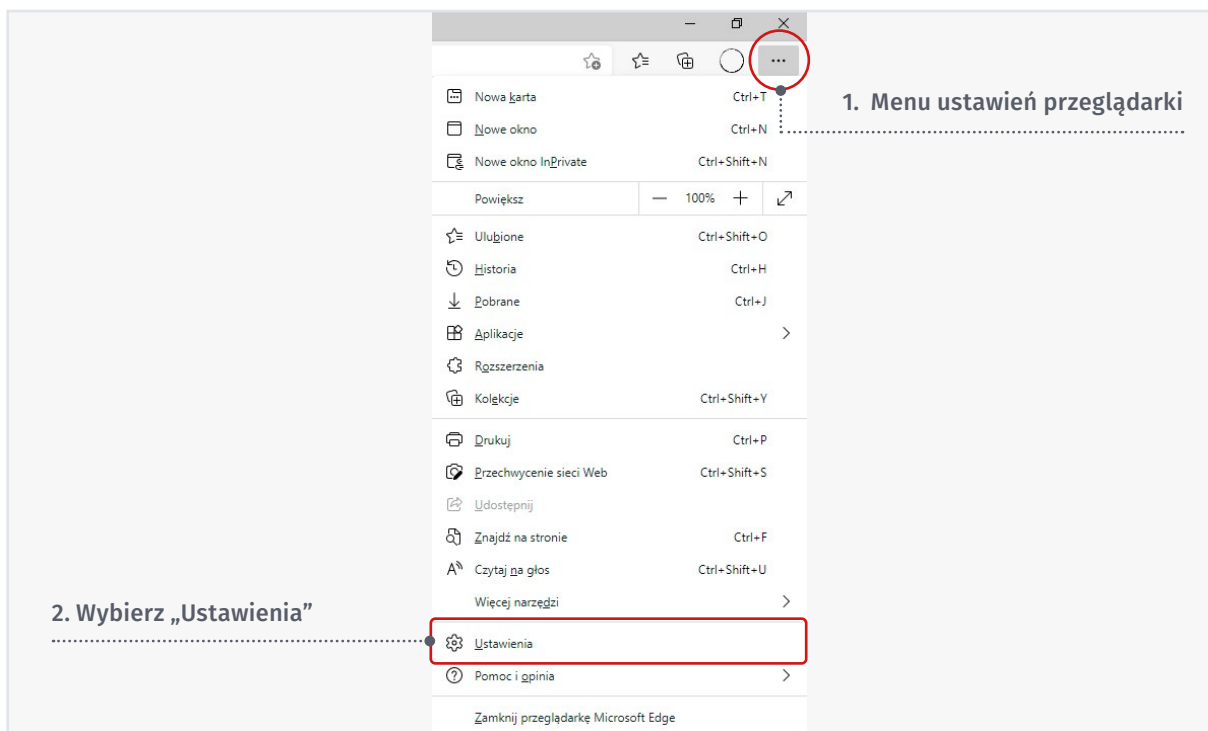 1. Menu ustawień przeglądarki
Nowa karta Ctrl+T
Nowe okno Ctrl+N
Nowe okno InPrivate Ctrl+Shift+N
Powiększ — 100% +
Ulubione Ctrl+Shift+O
Historia Ctrl+H
Pobrane Ctrl+J
Aplikacje
Rozszerzenia
Kolekcje Ctrl+Shift+Y
Drukuj Ctrl+P
Przechwycenie sieci Web Ctrl+Shift+S
Udostępnij
Znajdź na stronie Ctrl+F
Czytaj na głos Ctrl+Shift+U
Więcej narzędzi
2. Wybierz „Ustawienia”
Ustawienia
Pomoc i opinia
Zamknij przeglądarkę Microsoft Edge